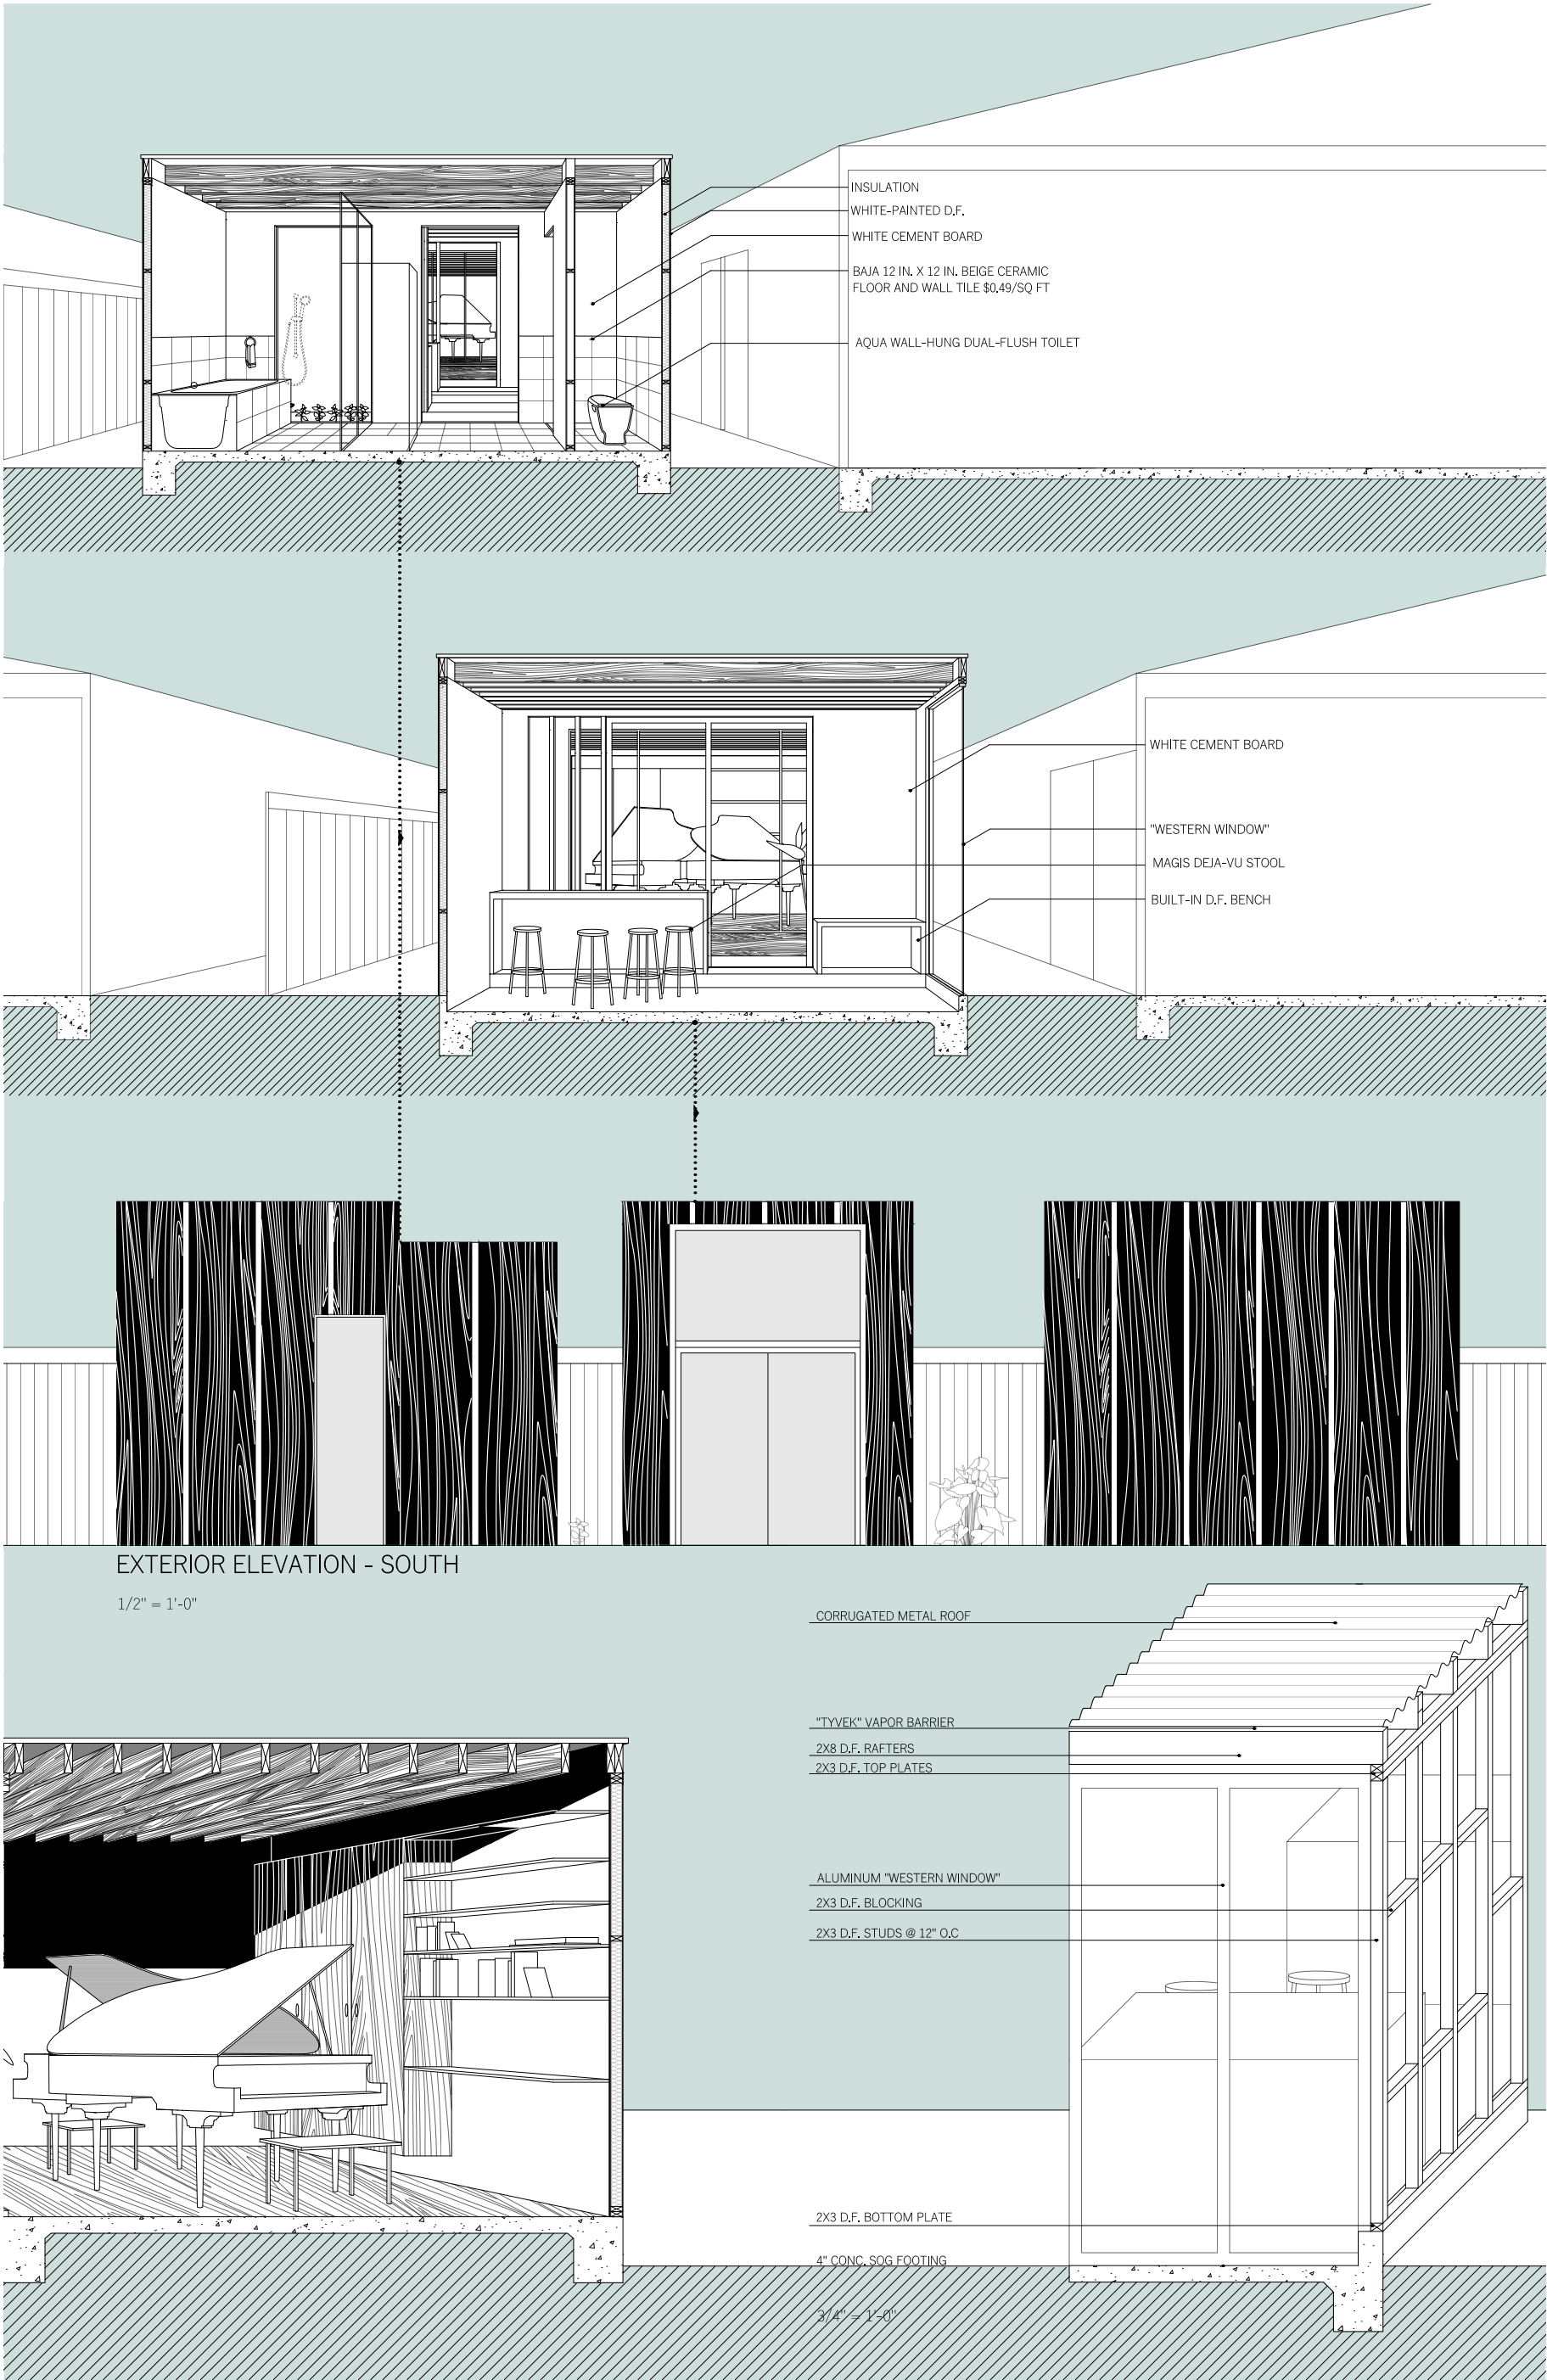 INSULATION
WHITE-PAINTED D.F.
WHITE CEMENT BOARD
BAJA 12 IN. X 12 IN. BEIGE CERAMIC
FLOOR AND WALL TILE $0.49/SQ FT
AQUA WALL-HUNG DUAL-FLUSH TOILET
WHITE CEMENT BOARD
"WESTERN WINDOW"
MAGIS DEJA-VU STOOL
BUILT-IN D.F. BENCH
EXTERIOR ELEVATION - SOUTH
1/2" = 1'-0"
CORRUGATED METAL ROOF
"TYVEK" VAPOR BARRIER
2X8 D.F. RAFTERS
2X3 D.F. TOP PLATES
ALUMINUM "WESTERN WINDOW"
2X3 D.F. BLOCKING
2X3 D.F. STUDS @ 12" O.C
2X3 D.F. BOTTOM PLATE
4" CONC. SOG FOOTING
3/4" = 1'-0"